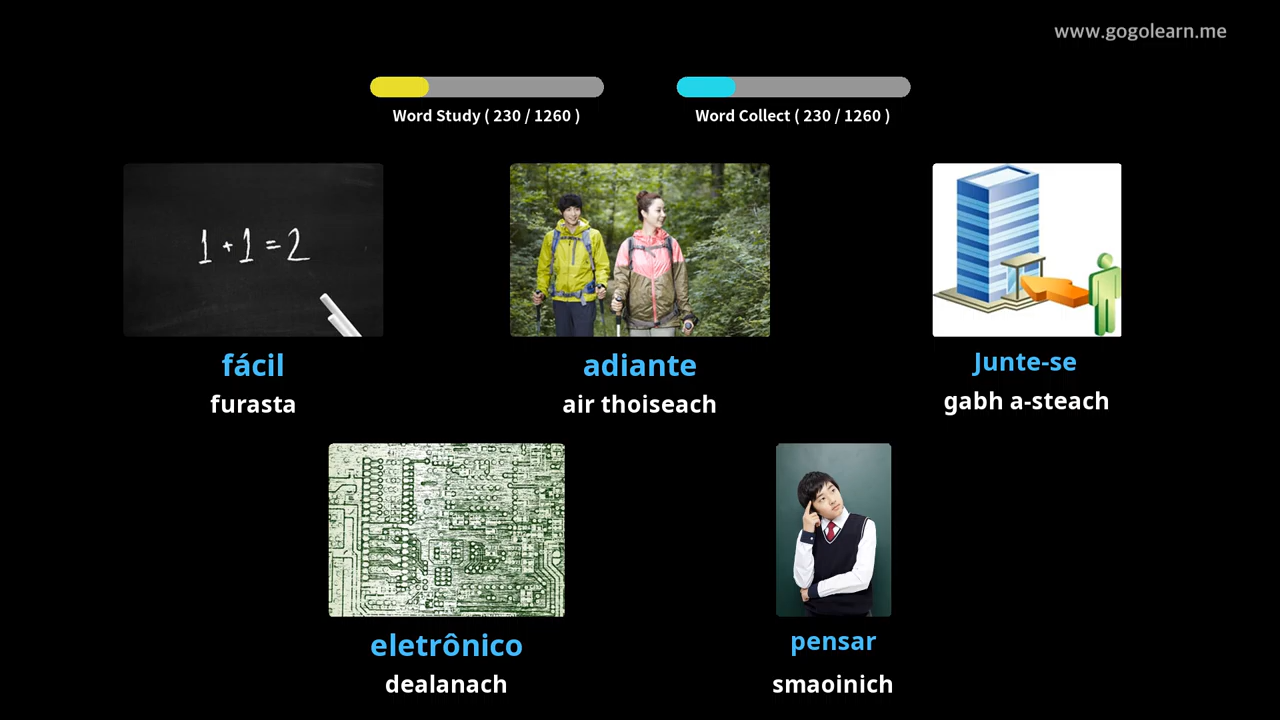 www.gogolearn.me
Word Study ( 230 / 1260 )
Word Collect ( 230 / 1260 )
1 + 1 = 2
fácil
furasta
adiante
air thoiseach
Junte-se
gabh a-steach
eletrônico
dealanach
pensar
smaoinich